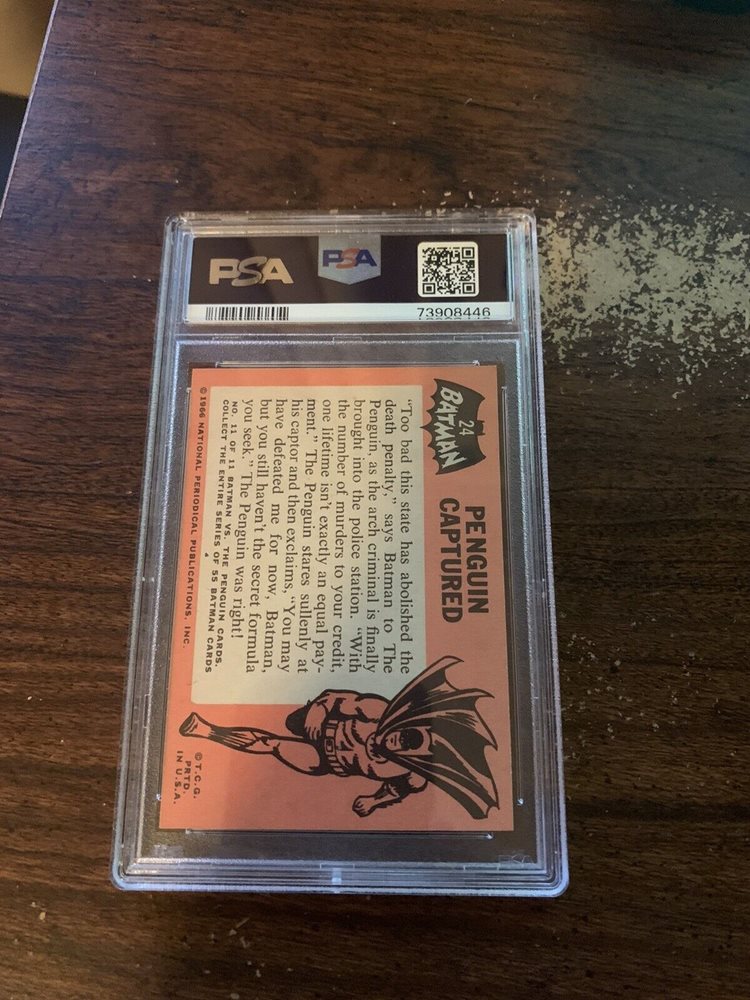 PSA
PSA
73908446
24
BATMAN
PENGUIN
CAPTURED
"Too bad this state has abolished the
death penalty," says Batman to The
Penguin, as the arch criminal is finally
brought into the police station. "With
the number of murders to your credit,
one lifetime isn't exactly an equal pay-
ment." The Penguin stares sullenly at
his captor and then exclaims, "You may
have defeated me for now, Batman,
but you still haven't the secret formula
you seek." The Penguin was right!
NO. 11 OF 11 BATMAN VS. THE PENGUIN CARDS.
COLLECT THE ENTIRE SERIES OF 55 BATMAN CARDS
© 1966 NATIONAL PERIODICAL PUBLICATIONS, INC.
© T.C.G.
PRTD.
IN U.S.A.
PSA